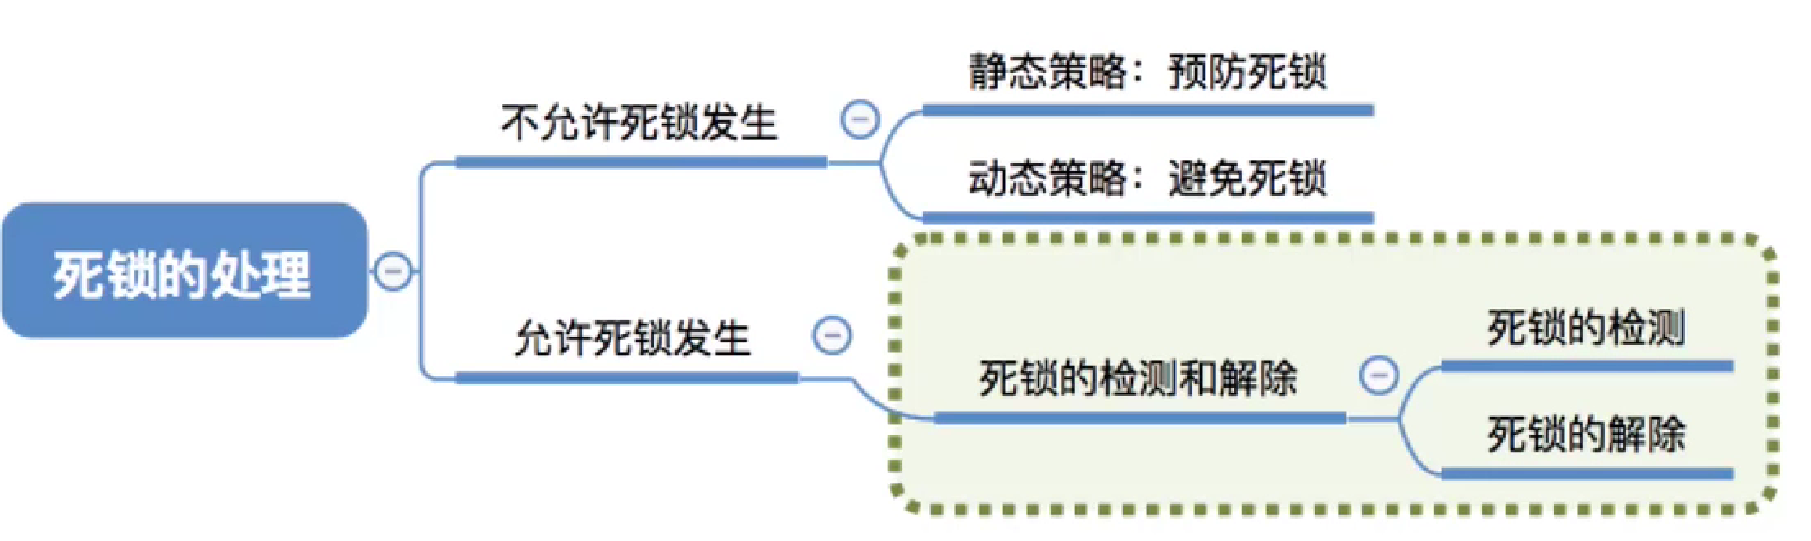 死锁的处理
不允许死锁发生
静态策略：预防死锁
动态策略：避免死锁
允许死锁发生
死锁的检测和解除
死锁的检测
死锁的解除